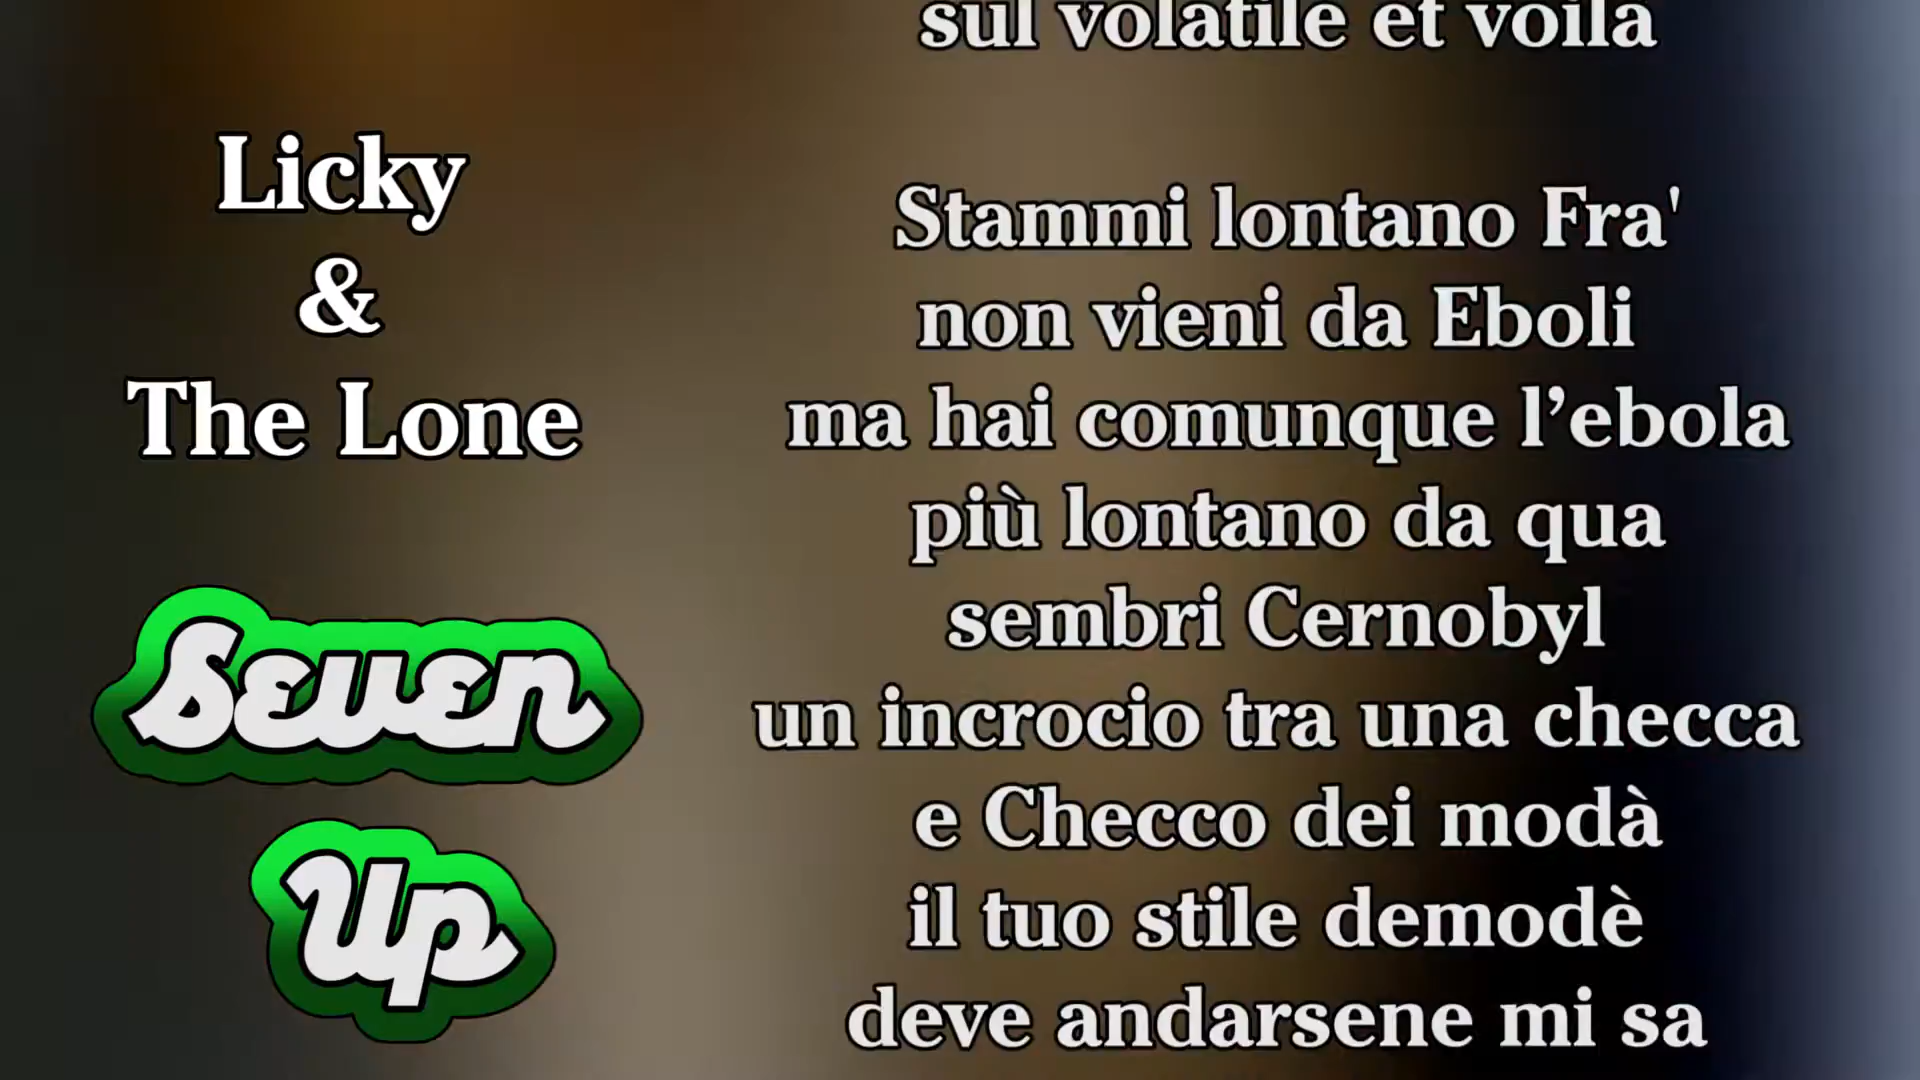 Licky
&
The Lone
Seven
Up
sul volatile et voilà
Stammi lontano Fra'
non vieni da Eboli
ma hai comunque l’ebola
più lontano da qua
sembri Cernobyl
un incrocio tra una checca
e Checco dei modà
il tuo stile demodè
deve andarsene mi sa